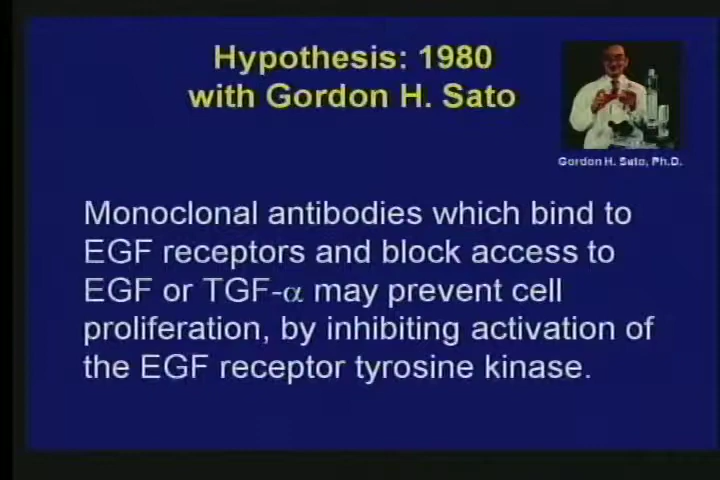 Hypothesis: 1980
with Gordon H. Sato
Gordon H. Sato, Ph.D.
Monoclonal antibodies which bind to
EGF receptors and block access to
EGF or TGF-α may prevent cell
proliferation, by inhibiting activation of
the EGF receptor tyrosine kinase.